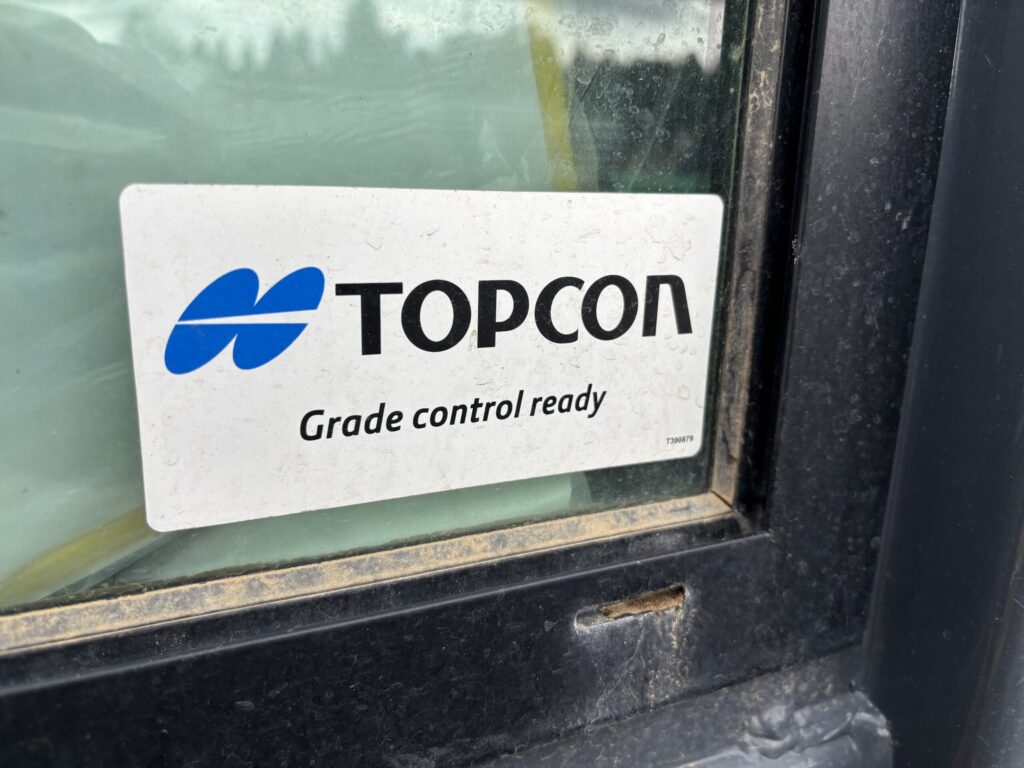 TOPCON
Grade control ready
T390879